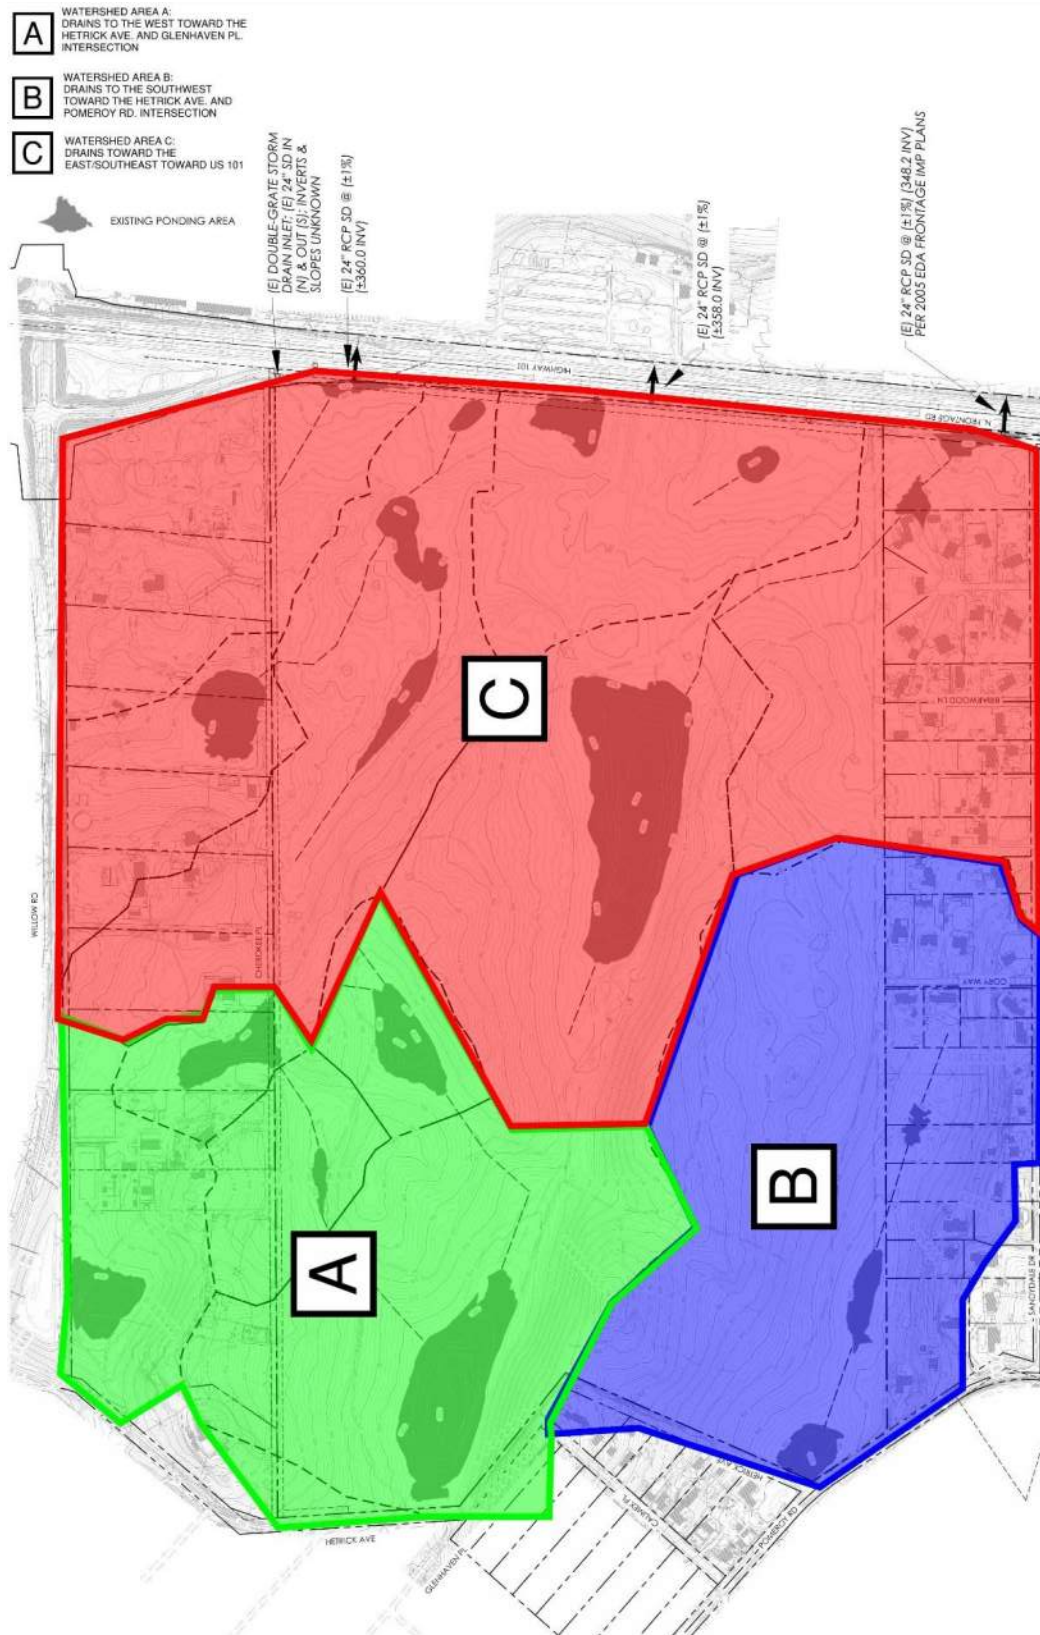 A
WATERSHED AREA A:
DRAINS TO THE WEST TOWARD THE
HETRICK AVE. AND GLENHAVEN PL.
INTERSECTION
B
WATERSHED AREA B:
DRAINS TO THE SOUTHWEST
TOWARD THE HETRICK AVE. AND
POMEROY RD. INTERSECTION
C
WATERSHED AREA C:
DRAINS TOWARD THE
EAST/SOUTHEAST TOWARD US 101
EXISTING PONDING AREA
(E) DOUBLE-GRATE STORM
DRAIN INLET; (E) 24" SD IN
(N) & OUT (S); INVERTS &
SLOPES UNKNOWN
(E) 24" RCP SD @ (±1%)
(±360.0 INV)
(E) 24" RCP SD @ (±1%)
(±358.0 INV)
(E) 24" RCP SD @ (±1%) (348.2 INV)
PER 2005 EDA FRONTAGE IMP PLANS
HIGHWAY 101
N. FRONTAGE RD
C
BRIARWOOD LN
WILLOW RD
CHEROKEE PL
CORY WAY
B
A
SANDYDALE DR
HETRICK AVE
CALIMEX PL
POMEROY RD
HETRICK AVE
GLENHAVEN PL